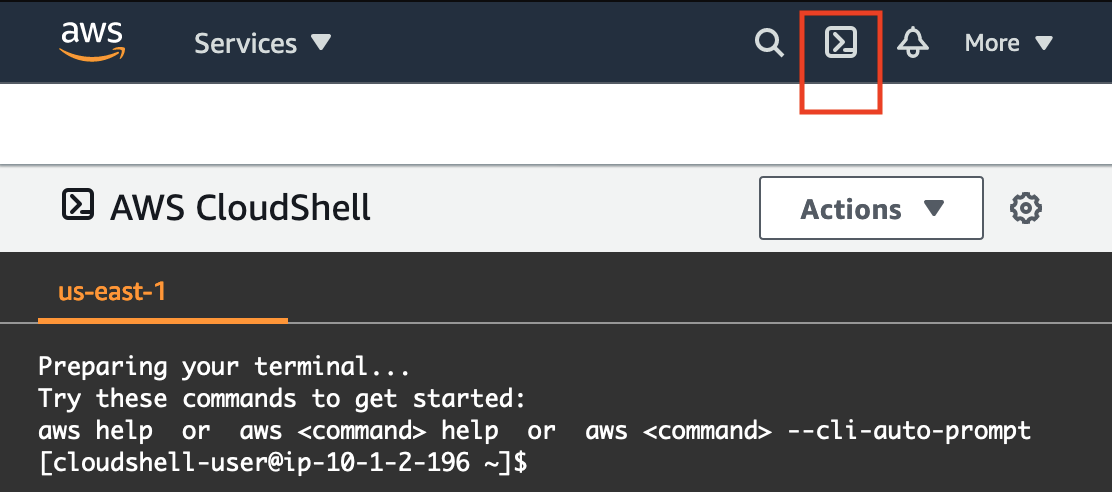 aws
Services
More
AWS CloudShell
Actions
us-east-1
Preparing your terminal...
Try these commands to get started:
aws help  or  aws <command> help  or  aws <command> --cli-auto-prompt
[cloudshell-user@ip-10-1-2-196 ~]$